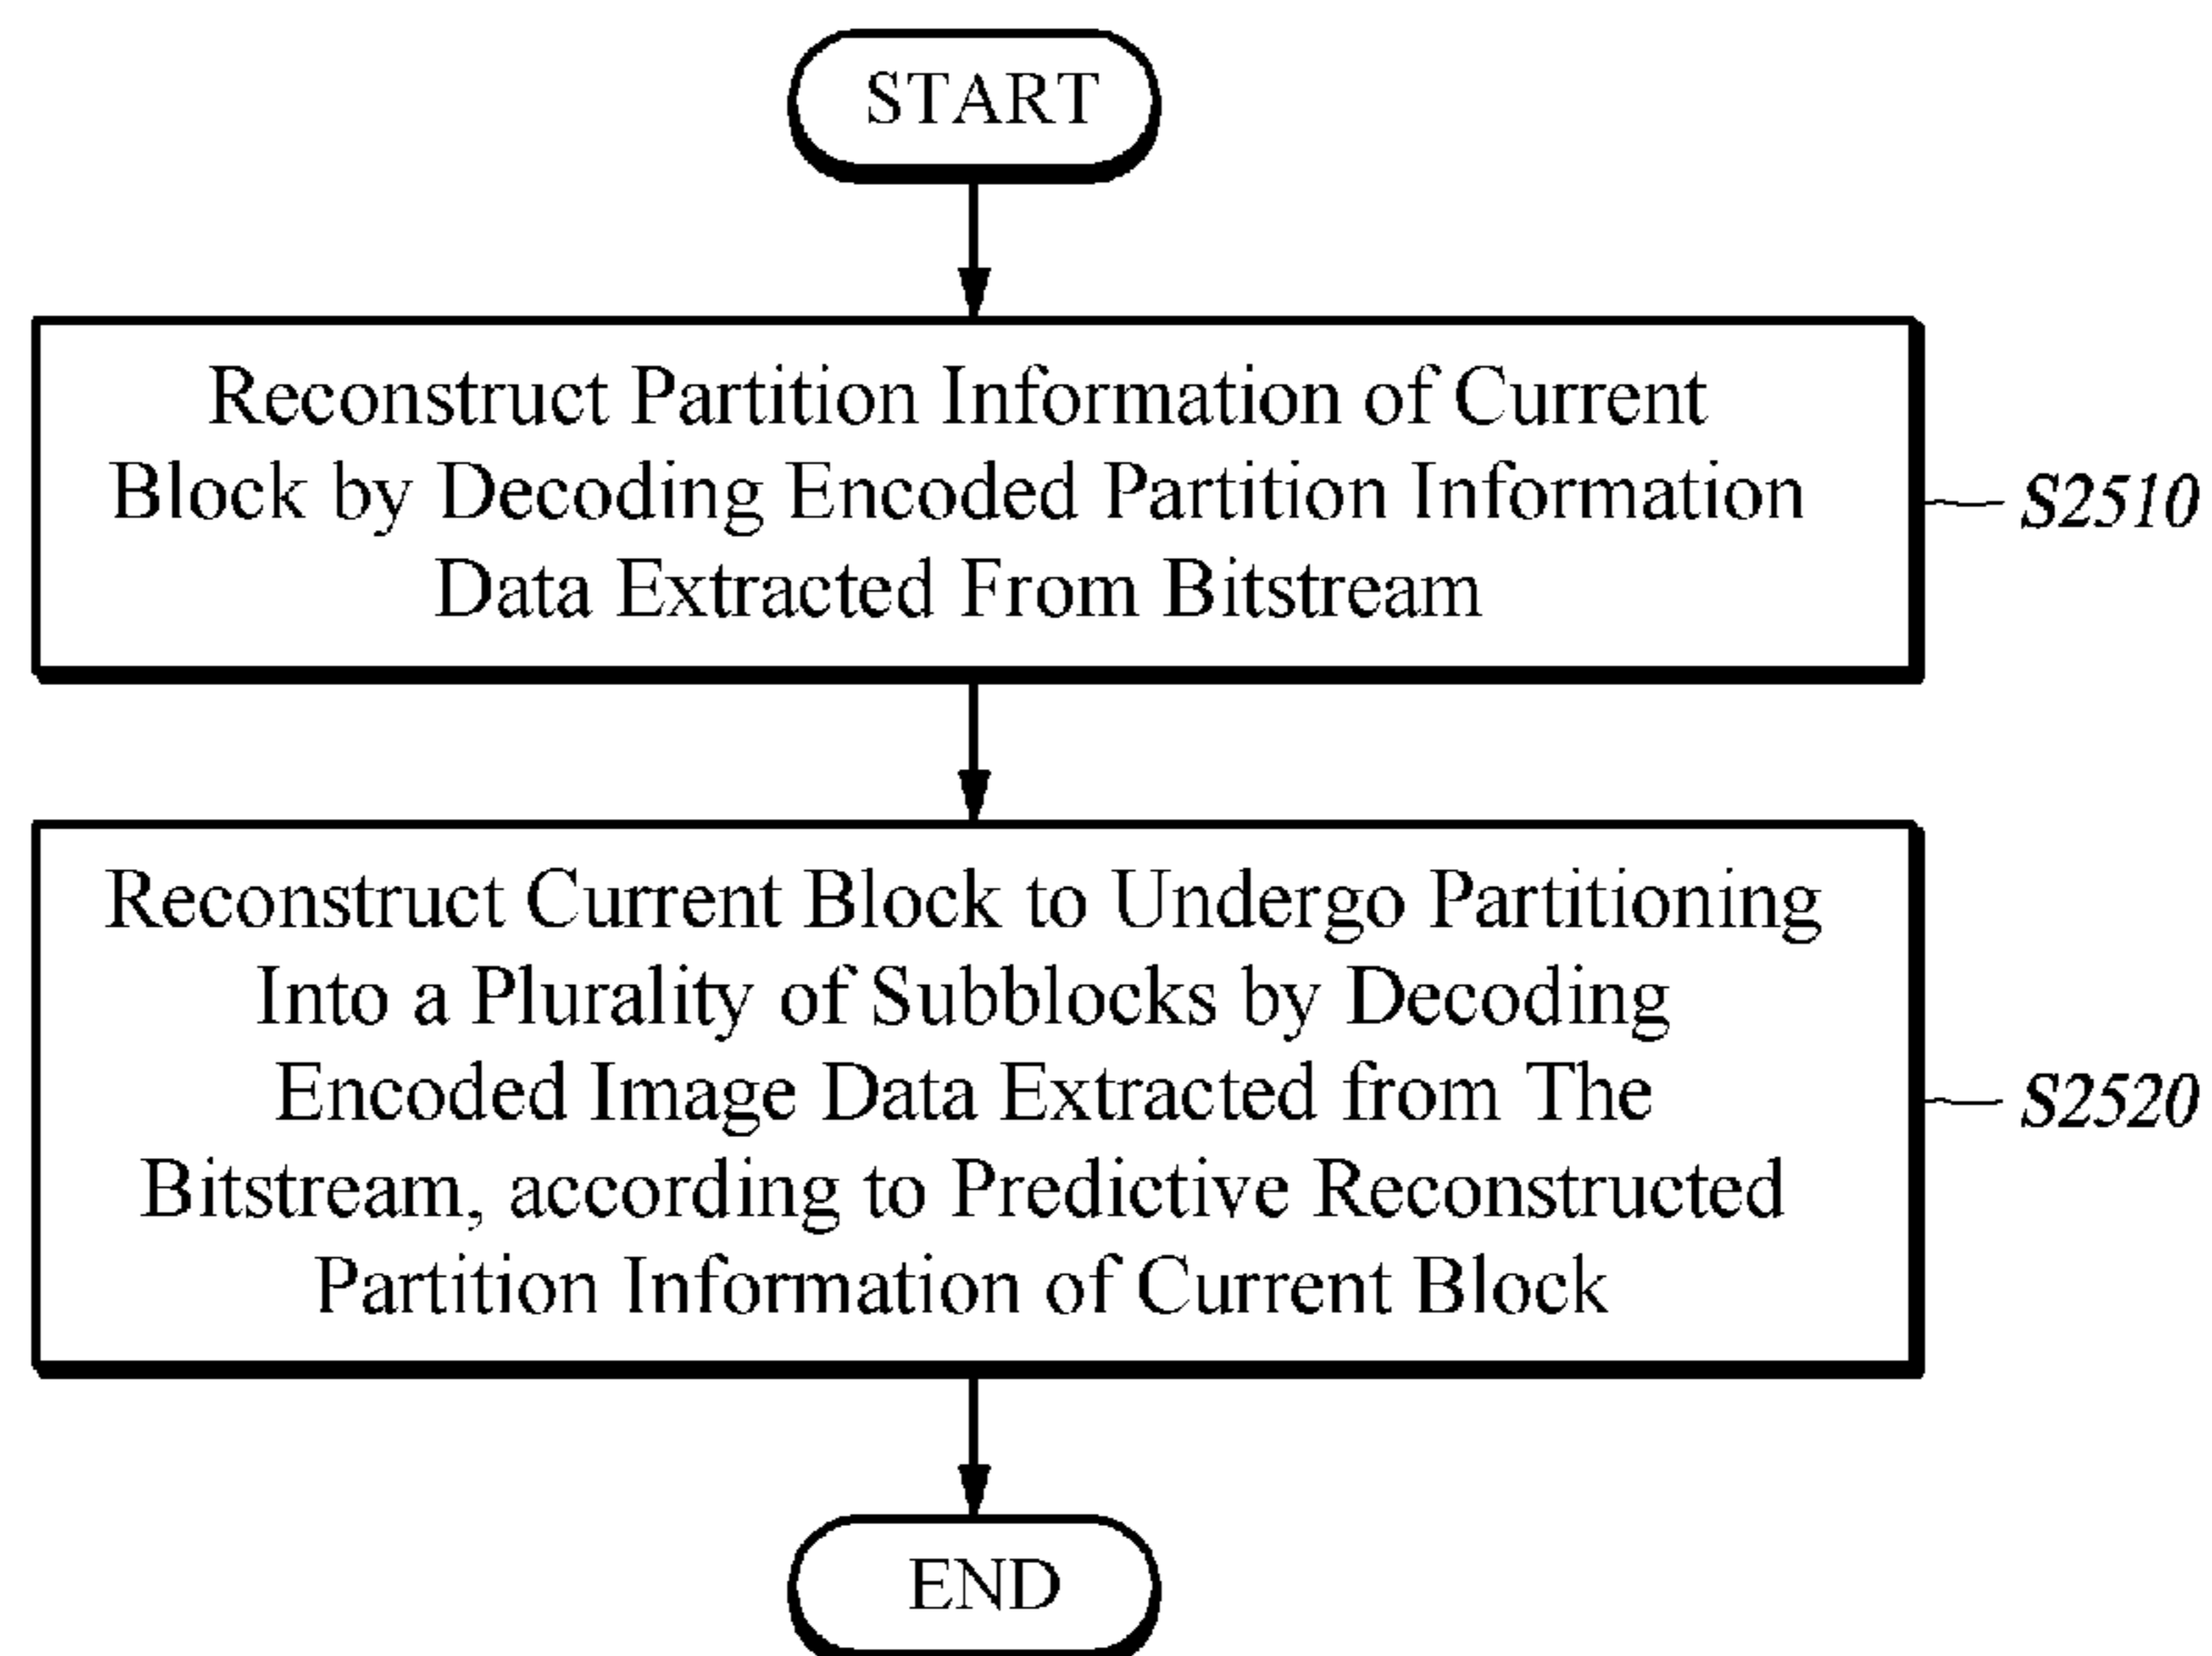 START
Reconstruct Partition Information of Current
Block by Decoding Encoded Partition Information
Data Extracted From Bitstream
S2510
Reconstruct Current Block to Undergo Partitioning
Into a Plurality of Subblocks by Decoding
Encoded Image Data Extracted from The
Bitstream, according to Predictive Reconstructed
Partition Information of Current Block
S2520
END